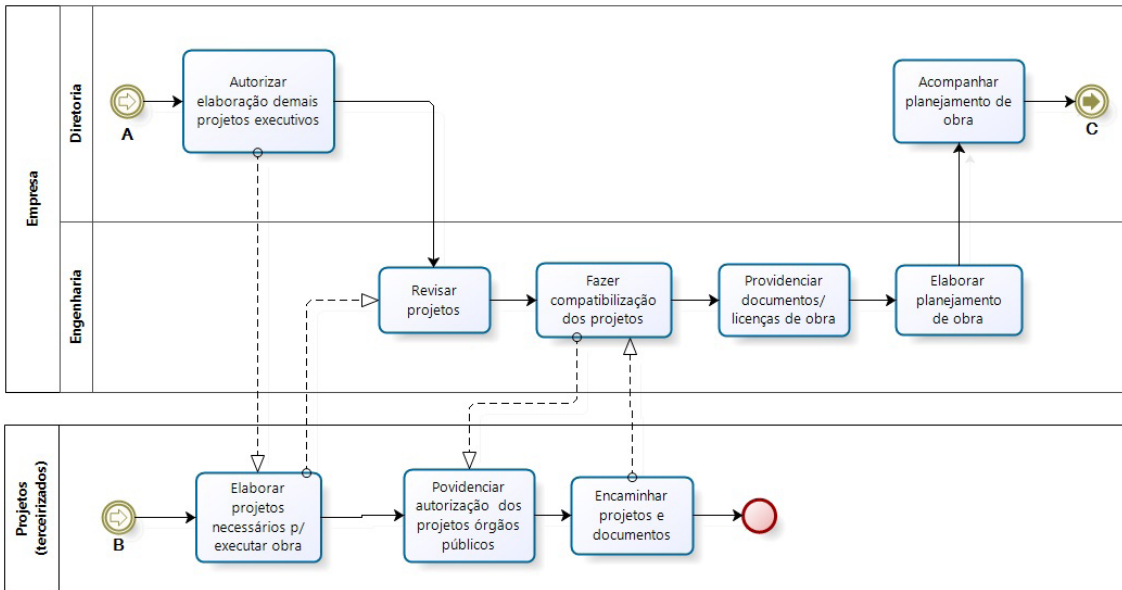 Empresa
Diretoria
A
Autorizar
elaboração demais
projetos executivos
Acompanhar
planejamento de
obra
C
Engenharia
Revisar
projetos
Fazer
compatibilização
dos projetos
Providenciar
documentos/
licenças de obra
Elaborar
planejamento
de obra
Projetos
(terceirizados)
B
Elaborar
projetos
necessários p/
executar obra
Povidenciar
autorização dos
projetos órgãos
públicos
Encaminhar
projetos e
documentos